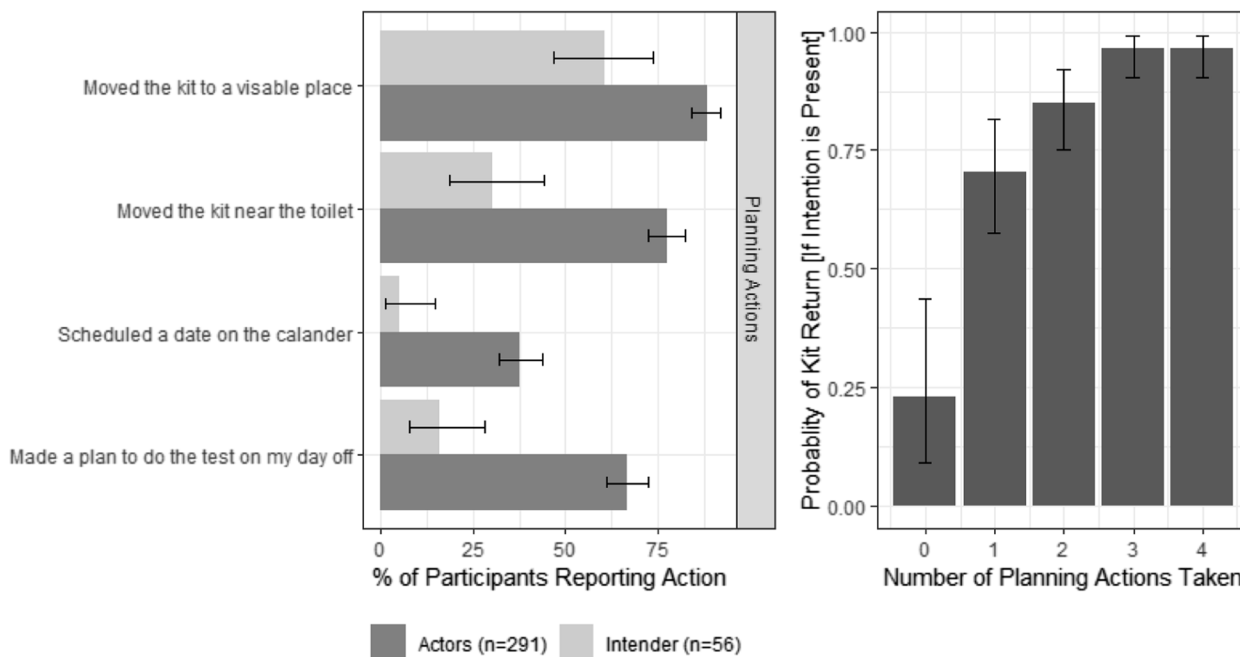 Moved the kit to a visable place
Moved the kit near the toilet
Scheduled a date on the calander
Made a plan to do the test on my day off
0 25 50 75
% of Participants Reporting Action
Planning Actions
Actors (n=291) Intender (n=56)
Probablity of Kit Return [If Intention is Present]
1.00
0.75
0.50
0.25
0.00
0 1 2 3 4
Number of Planning Actions Taken